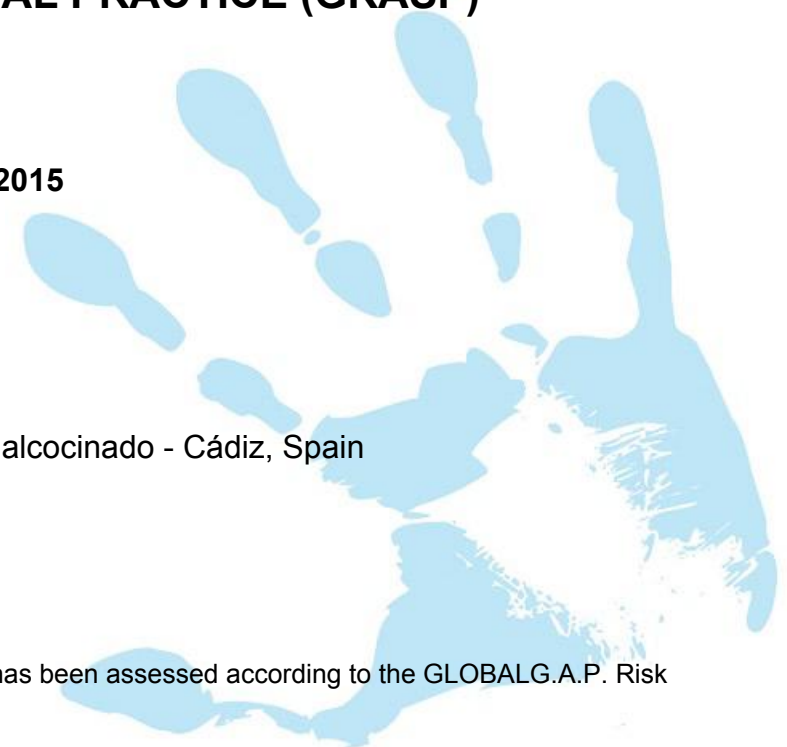 AL PRACTICE (GRASP)
2015
alcocinado - Cádiz, Spain
has been assessed according to the GLOBALG.A.P. Risk